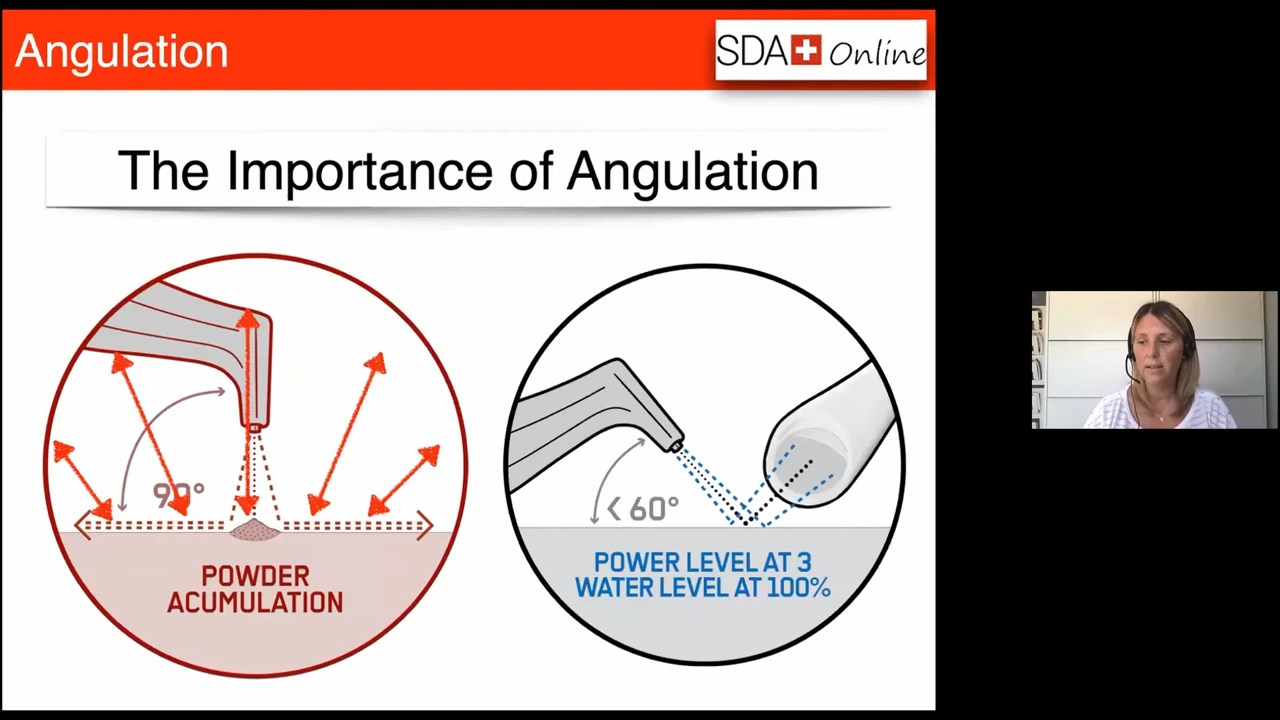 Angulation
SDA Online
The Importance of Angulation
90°
POWDER
ACUMULATION
< 60°
POWER LEVEL AT 3
WATER LEVEL AT 100%